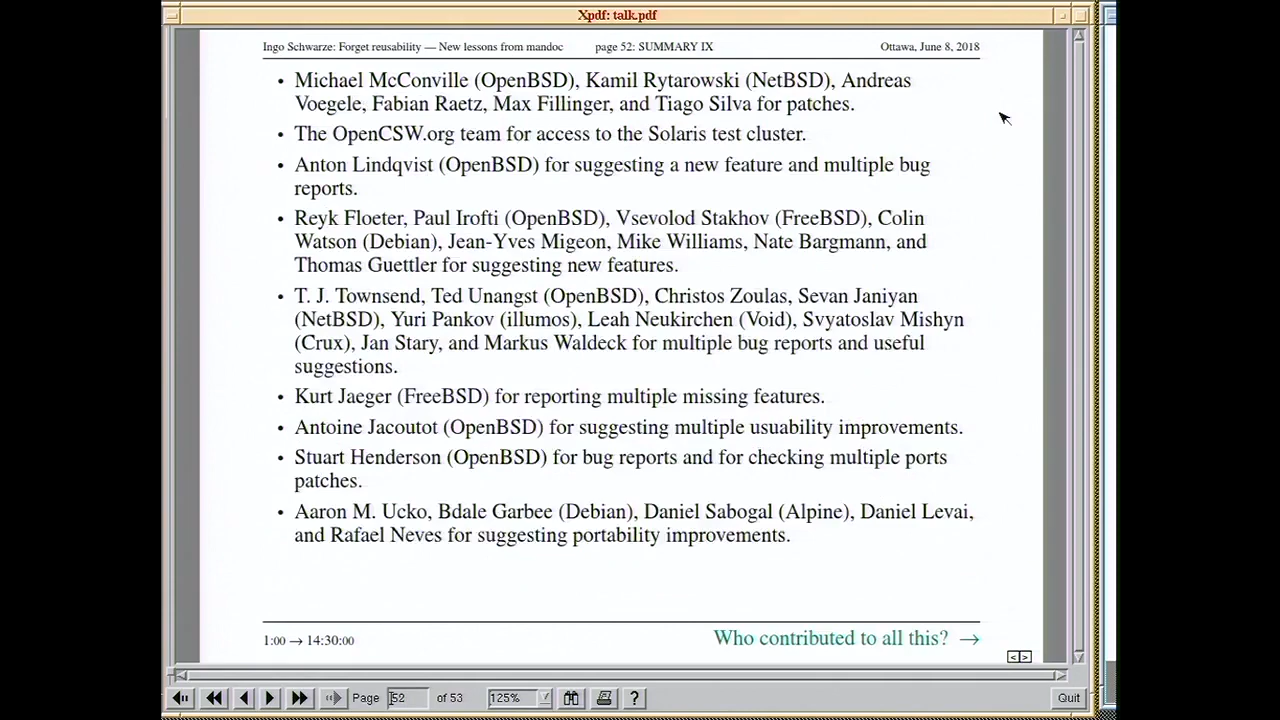 Xpdf: talk.pdf
Ingo Schwarze: Forget reusability — New lessons from mandoc page 52: SUMMARY IX Ottawa, June 8, 2018
• Michael McConville (OpenBSD), Kamil Rytarowski (NetBSD), Andreas
Voegele, Fabian Raetz, Max Fillinger, and Tiago Silva for patches.
• The OpenCSW.org team for access to the Solaris test cluster.
• Anton Lindqvist (OpenBSD) for suggesting a new feature and multiple bug
reports.
• Reyk Floeter, Paul Irofti (OpenBSD), Vsevolod Stakhov (FreeBSD), Colin
Watson (Debian), Jean-Yves Migeon, Mike Williams, Nate Bargmann, and
Thomas Guettler for suggesting new features.
• T. J. Townsend, Ted Unangst (OpenBSD), Christos Zoulas, Sevan Janiyan
(NetBSD), Yuri Pankov (illumos), Leah Neukirchen (Void), Svyatoslav Mishyn
(Crux), Jan Stary, and Markus Waldeck for multiple bug reports and useful
suggestions.
• Kurt Jaeger (FreeBSD) for reporting multiple missing features.
• Antoine Jacoutot (OpenBSD) for suggesting multiple usuability improvements.
• Stuart Henderson (OpenBSD) for bug reports and for checking multiple ports
patches.
• Aaron M. Ucko, Bdale Garbee (Debian), Daniel Sabogal (Alpine), Daniel Levai,
and Rafael Neves for suggesting portability improvements.
1:00 → 14:30:00 Who contributed to all this? →
Page 52 of 53 125% ? Quit